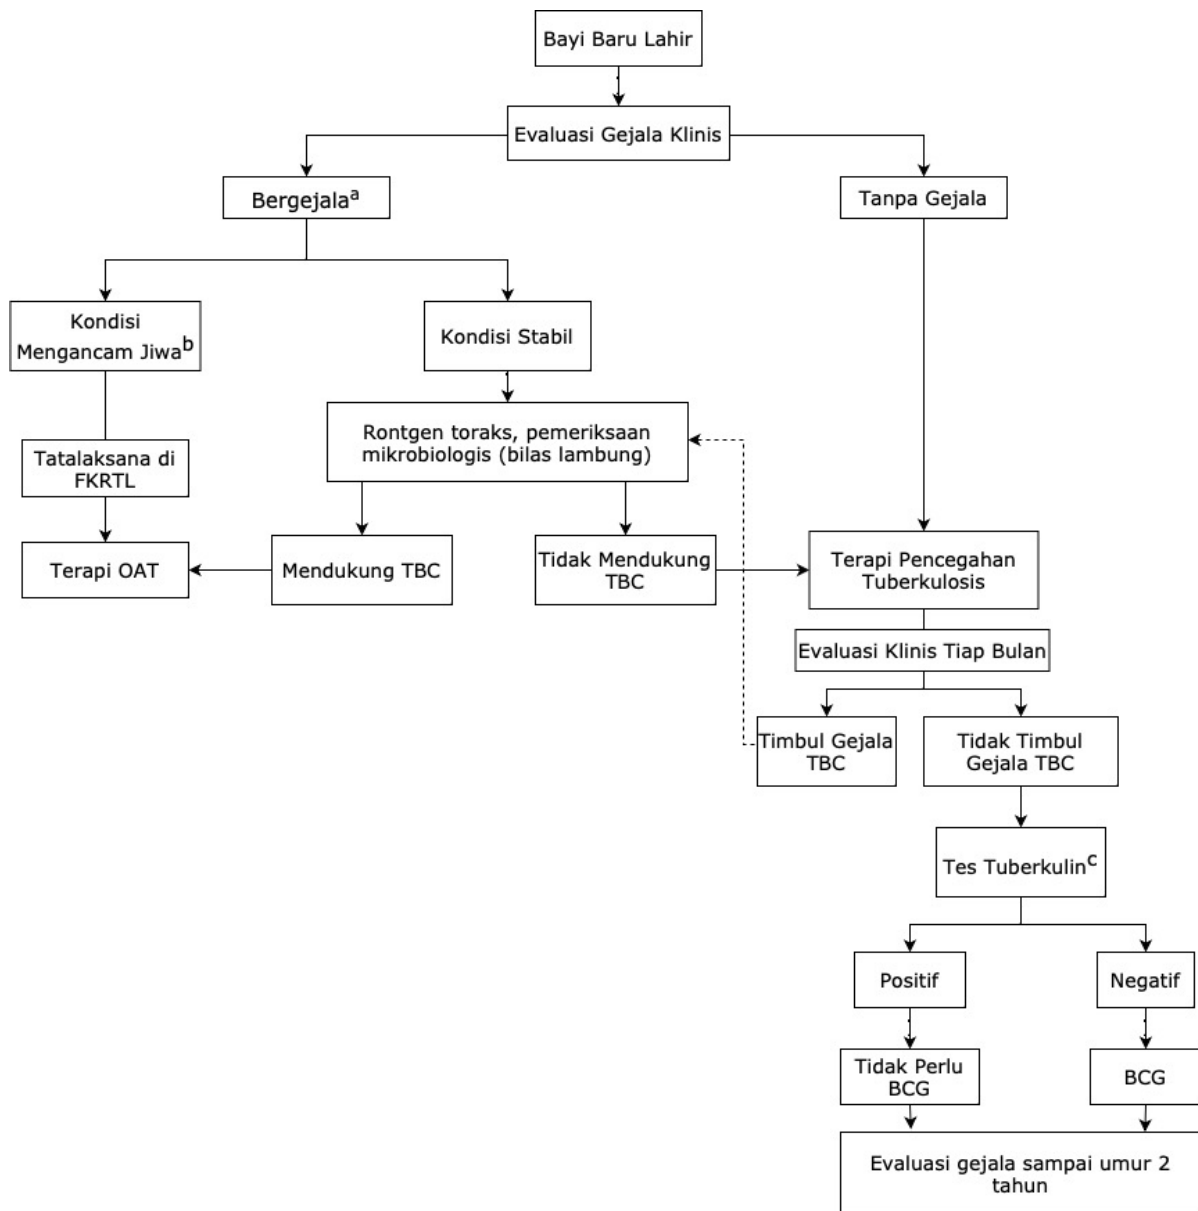 Bayi Baru Lahir
Evaluasi Gejala Klinis
Bergejala^a
Tanpa Gejala
Kondisi
Mengancam Jiwa^b
Kondisi Stabil
Rontgen toraks, pemeriksaan
mikrobiologis (bilas lambung)
Tatalaksana di
FKRTL
Terapi OAT
Mendukung TBC
Tidak Mendukung
TBC
Terapi Pencegahan
Tuberkulosis
Evaluasi Klinis Tiap Bulan
Timbul Gejala
TBC
Tidak Timbul
Gejala TBC
Tes Tuberkulin^c
Positif
Negatif
Tidak Perlu
BCG
BCG
Evaluasi gejala sampai umur 2
tahun